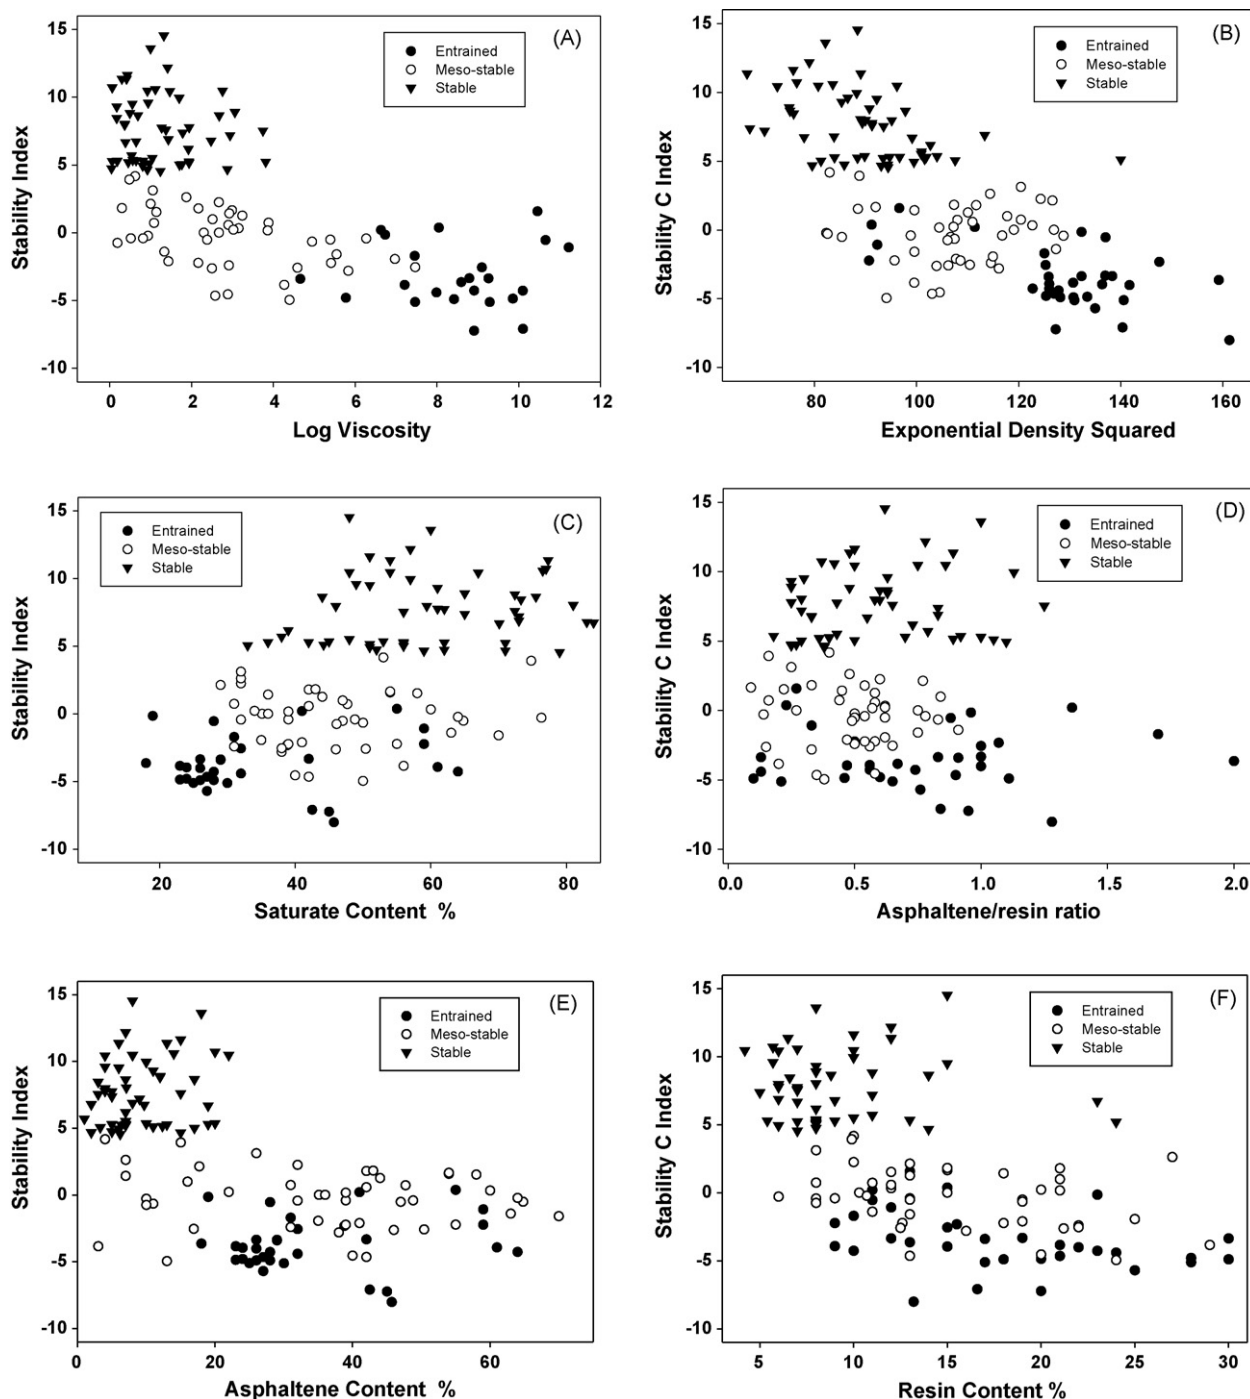 (A)
Entrained
Meso-stable
Stable
15
10
5
0
-5
-10
Stability Index
0 2 4 6 8 10 12
Log Viscosity
(B)
Entrained
Meso-stable
Stable
15
10
5
0
-5
-10
Stability C Index
80 100 120 140 160
Exponential Density Squared
(C)
Entrained
Meso-stable
Stable
15
10
5
0
-5
-10
Stability Index
20 40 60 80
Saturate Content %
(D)
Entrained
Meso-stable
Stable
15
10
5
0
-5
-10
Stability C Index
0.0 0.5 1.0 1.5 2.0
Asphaltene/resin ratio
(E)
Entrained
Meso-stable
Stable
15
10
5
0
-5
-10
Stability Index
0 20 40 60
Asphaltene Content %
(F)
Entrained
Meso-stable
Stable
15
10
5
0
-5
-10
Stability C Index
5 10 15 20 25 30
Resin Content %